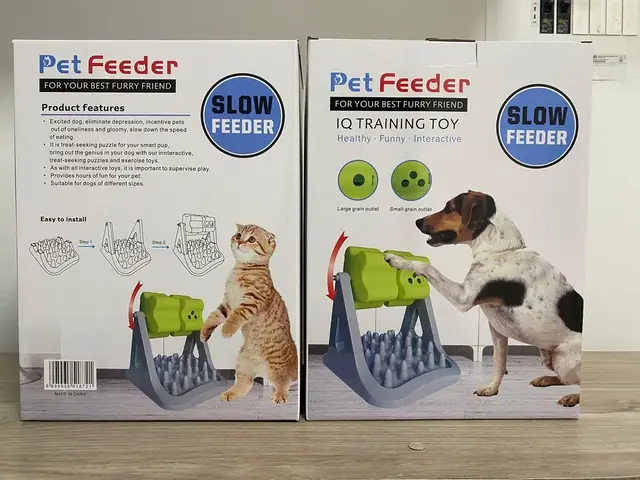 Pet Feeder
FOR YOUR BEST FURRY FRIEND
SLOW
FEEDER
Product features
• Excited dog, eliminate depression, incentive pets
out of oneliness and gloomy, slow down the speed
of eating.
• It is treat-seeking puzzle for your smart pup,
bring out the genius in your dog with our innteractive,
treat-seeking puzzles and exercise toys.
• As with all interactive toys, it is important to supervise play.
• Provides hours of fun for your pet.
• Suitable for dogs of different sizes.
Easy to install
Step 1
Step 2
MADE IN CHINA
Pet Feeder
FOR YOUR BEST FURRY FRIEND
IQ TRAINING TOY
Healthy · Funny · Interactive
SLOW
FEEDER
Large grain outlet
Small grain outlet